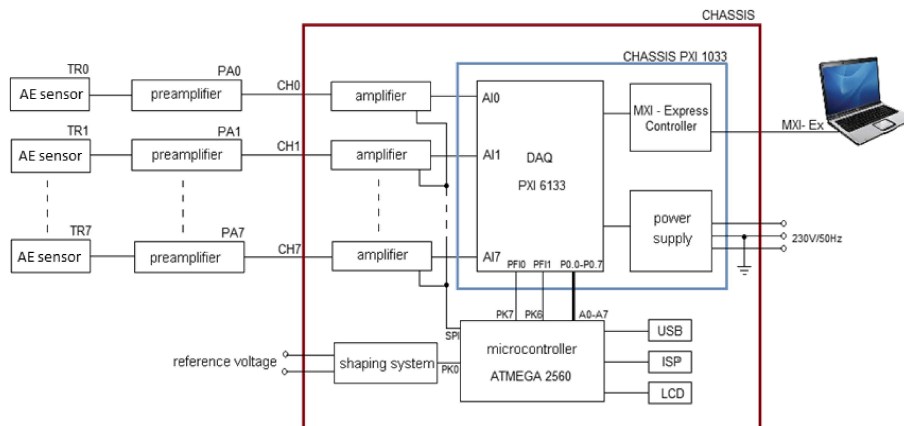 CHASSIS
CHASSIS PXI 1033
TR0 PA0 CH0
AE sensor preamplifier amplifier AI0 MXI - Express
Controller
MXI- Ex
TR1 PA1 CH1
AE sensor preamplifier amplifier AI1 DAQ
PXI 6133
power
supply
230V/50Hz
TR7 PA7 CH7
AE sensor preamplifier amplifier AI7
PFI0 PFI1 P0.0-P0.7
PK7 PK6 A0-A7
SPI
USB
reference voltage shaping system PK0 microcontroller ISP
ATMEGA 2560
LCD